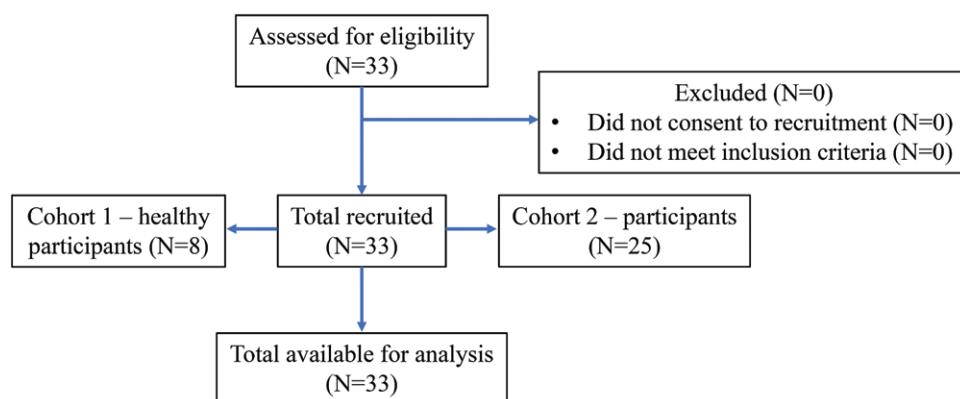 Assessed for eligibility
(N=33)
Excluded (N=0)
• Did not consent to recruitment (N=0)
• Did not meet inclusion criteria (N=0)
Cohort 1 – healthy
participants (N=8)
Total recruited
(N=33)
Cohort 2 – participants
(N=25)
Total available for analysis
(N=33)